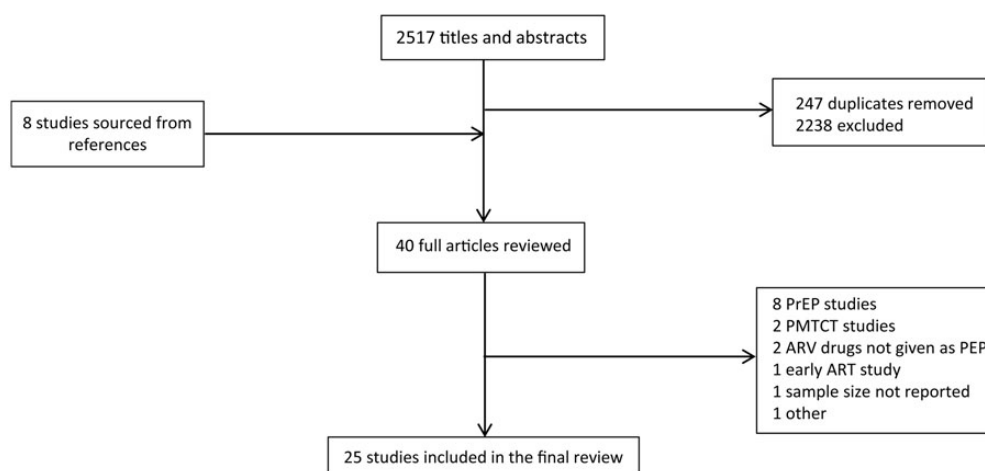 2517 titles and abstracts
8 studies sourced from
references
247 duplicates removed
2238 excluded
40 full articles reviewed
8 PrEP studies
2 PMTCT studies
2 ARV drugs not given as PEP
1 early ART study
1 sample size not reported
1 other
25 studies included in the final review